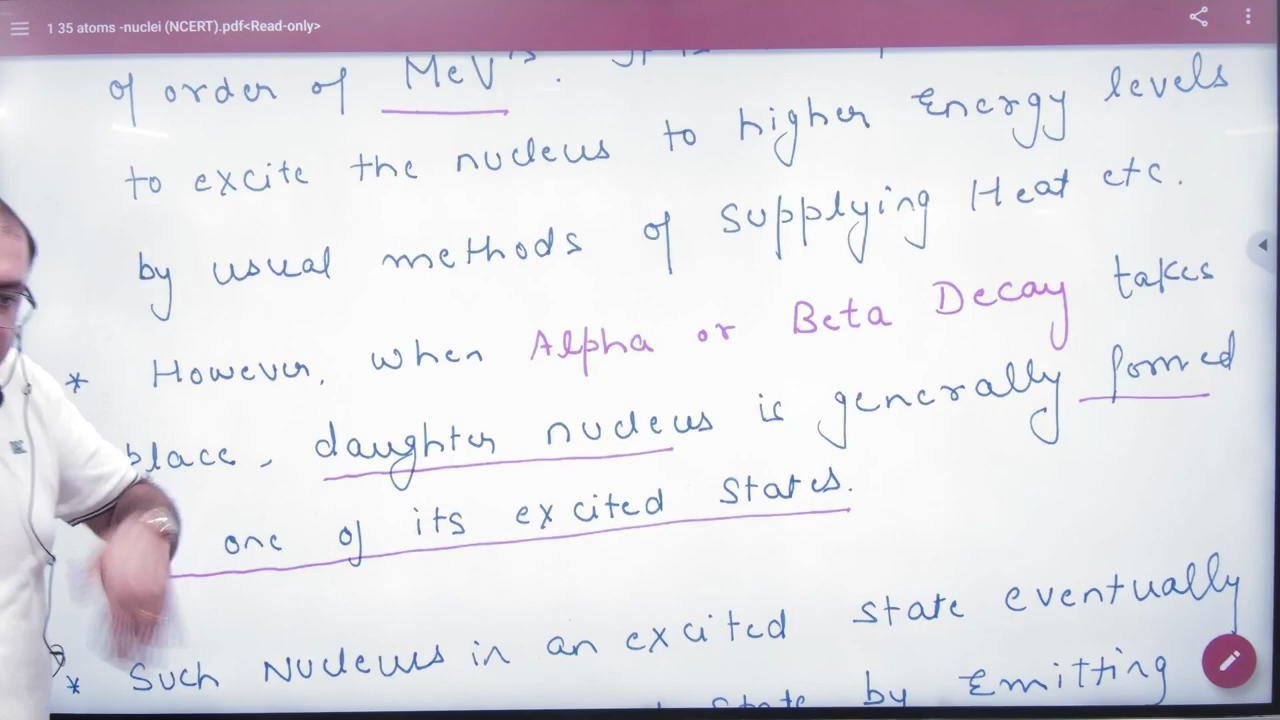 1 35 atoms -nuclei (NCERT).pdf<Read-only>
of order of MeV's.
to excite the nucleus to higher Energy levels
by usual methods of supplying Heat etc.
* However, when Alpha or Beta Decay takes
place, daughter nucleus is generally formed
one of its excited states.
* Such Nucleus in an excited state eventually
state by Emitting